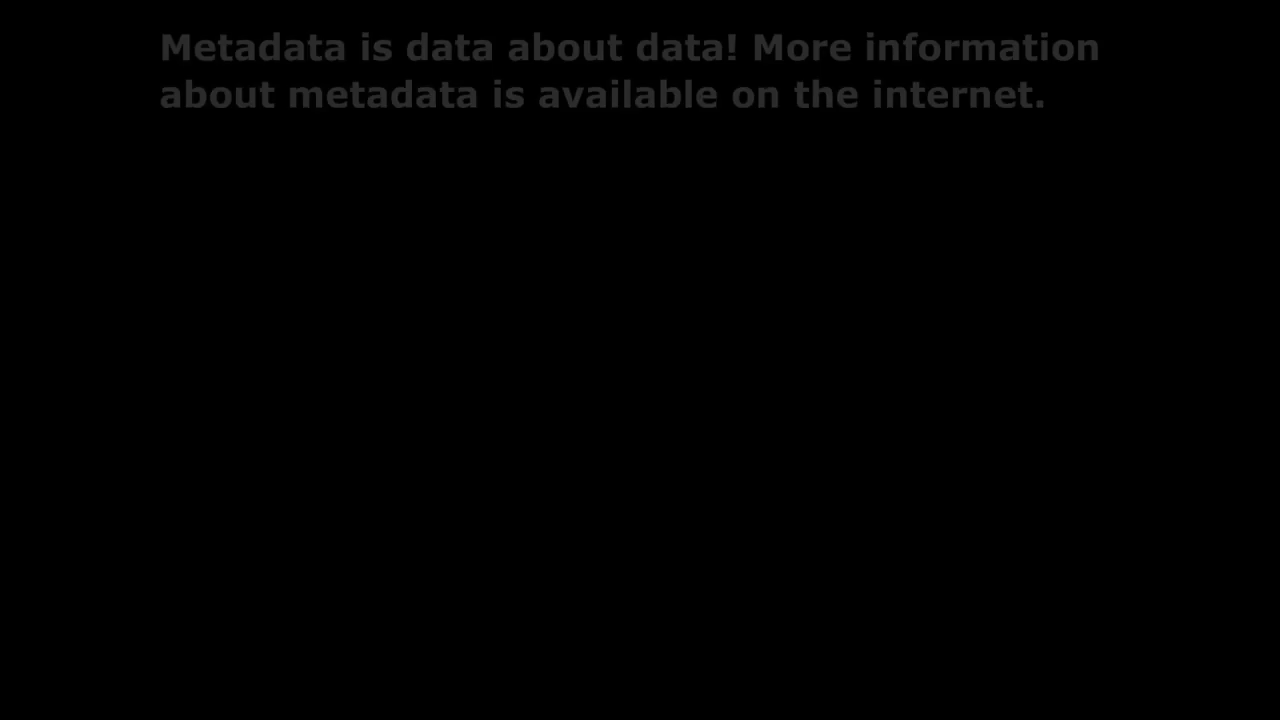 Metadata is data about data! More information
about metadata is available on the internet.